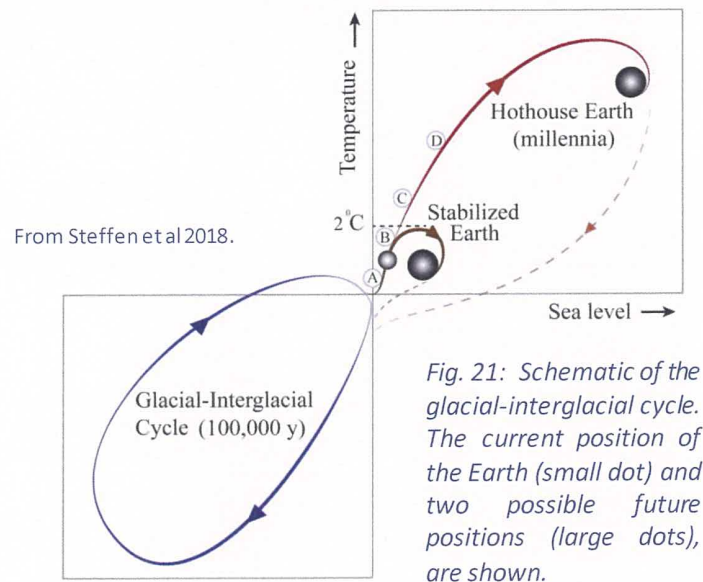 Temperature →
Hothouse Earth
(millennia)
D
C
Stabilized
Earth
2°C
B
A
From Steffen et al 2018.
Sea level →
Glacial-Interglacial
Cycle (100,000 y)
Fig. 21: Schematic of the
glacial-interglacial cycle.
The current position of
the Earth (small dot) and
two possible future
positions (large dots),
are shown.